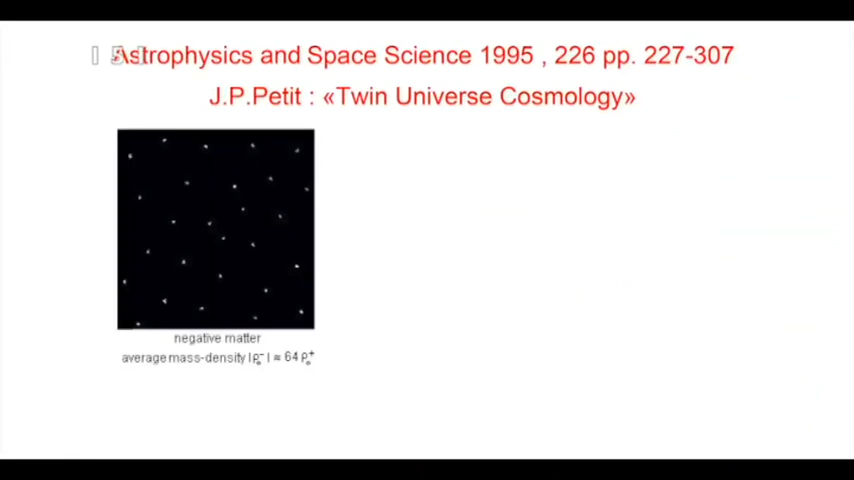 [ 5 ]
Astrophysics and Space Science 1995 , 226 pp. 227-307
J.P.Petit : «Twin Universe Cosmology»
negative matter
average mass-density |ρ₀⁻| ≈ 64 ρ₀⁺